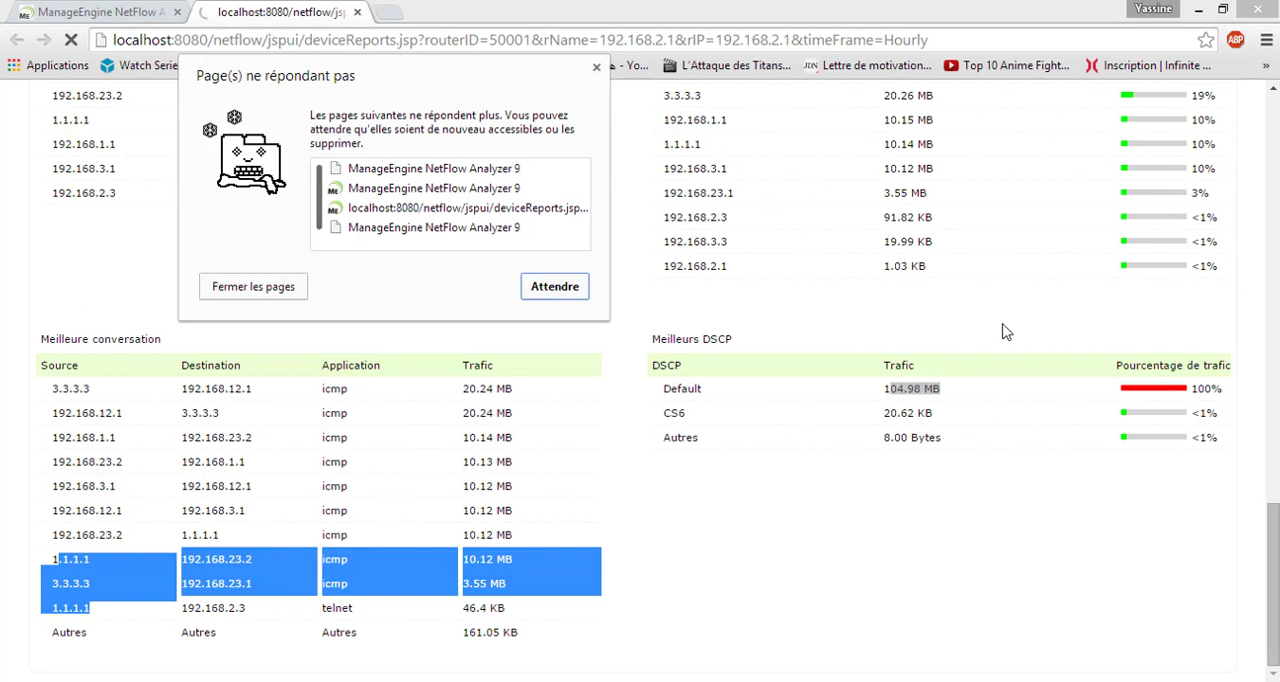 ManageEngine NetFlow A
localhost:8080/netflow/jsp
Yassine
localhost:8080/netflow/jspui/deviceReports.jsp?routerID=50001&rName=192.168.2.1&rIP=192.168.2.1&timeFrame=Hourly
ABP
Applications
Watch Serie
- Yo...
L'Attaque des Titans...
Lettre de motivation...
Top 10 Anime Fight...
Inscription | Infinite ...
»
Page(s) ne répondant pas
Les pages suivantes ne répondent plus. Vous pouvez
attendre qu'elles soient de nouveau accessibles ou les
supprimer.
ManageEngine NetFlow Analyzer 9
ManageEngine NetFlow Analyzer 9
localhost:8080/netflow/jspui/deviceReports.jsp...
ManageEngine NetFlow Analyzer 9
Fermer les pages
Attendre
192.168.23.2
1.1.1.1
192.168.1.1
192.168.3.1
192.168.2.3
3.3.3.3 20.26 MB 19%
192.168.1.1 10.15 MB 10%
1.1.1.1 10.14 MB 10%
192.168.3.1 10.12 MB 10%
192.168.23.1 3.55 MB 3%
192.168.2.3 91.82 KB <1%
192.168.3.3 19.99 KB <1%
192.168.2.1 1.03 KB <1%
Meilleure conversation
Source Destination Application Trafic
3.3.3.3 192.168.12.1 icmp 20.24 MB
192.168.12.1 3.3.3.3 icmp 20.24 MB
192.168.1.1 192.168.23.2 icmp 10.14 MB
192.168.23.2 192.168.1.1 icmp 10.13 MB
192.168.3.1 192.168.12.1 icmp 10.12 MB
192.168.12.1 192.168.3.1 icmp 10.12 MB
192.168.23.2 1.1.1.1 icmp 10.12 MB
1.1.1.1 192.168.23.2 icmp 10.12 MB
3.3.3.3 192.168.23.1 icmp 3.55 MB
1.1.1.1 192.168.2.3 telnet 46.4 KB
Autres Autres Autres 161.05 KB
Meilleurs DSCP
DSCP Trafic Pourcentage de trafic
Default 104.98 MB 100%
CS6 20.62 KB <1%
Autres 8.00 Bytes <1%